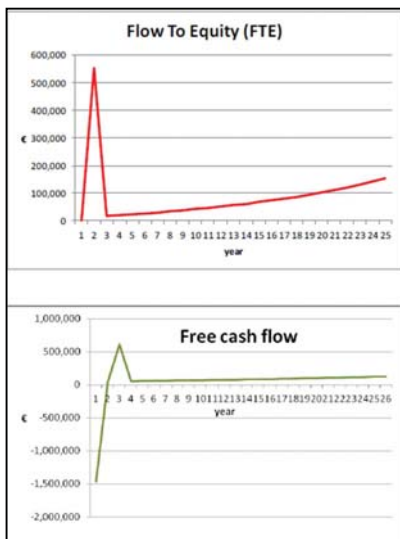 Flow To Equity (FTE)
600,000
500,000
400,000
300,000
€
200,000
100,000
0
1 2 3 4 5 6 7 8 9 10 11 12 13 14 15 16 17 18 19 20 21 22 23 24 25
year
Free cash flow
1,000,000
500,000
0
1 2 3 4 5 6 7 8 9 10 11 12 13 14 15 16 17 18 19 20 21 22 23 24 25 26
year
€
-500,000
-1,000,000
-1,500,000
-2,000,000